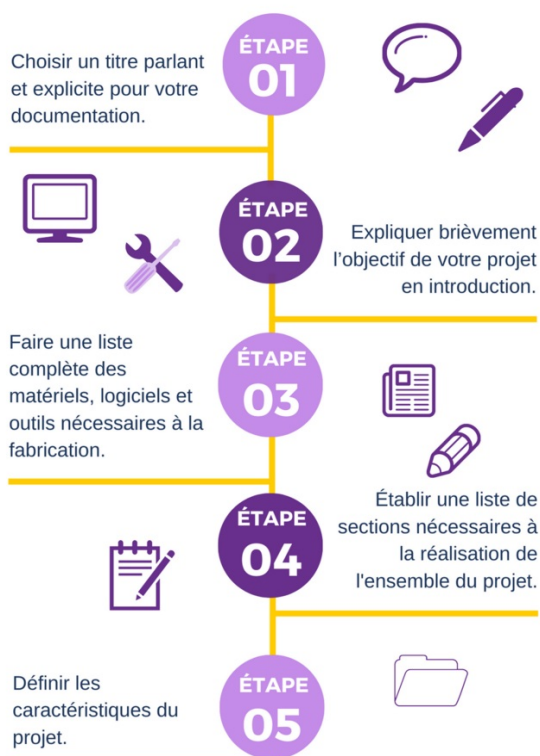 ÉTAPE
01
Choisir un titre parlant
et explicite pour votre
documentation.
ÉTAPE
02
Expliquer brièvement
l'objectif de votre projet
en introduction.
ÉTAPE
03
Faire une liste
complète des
matériels, logiciels et
outils nécessaires à la
fabrication.
ÉTAPE
04
Établir une liste de
sections nécessaires à
la réalisation de
l'ensemble du projet.
ÉTAPE
05
Définir les
caractéristiques du
projet.